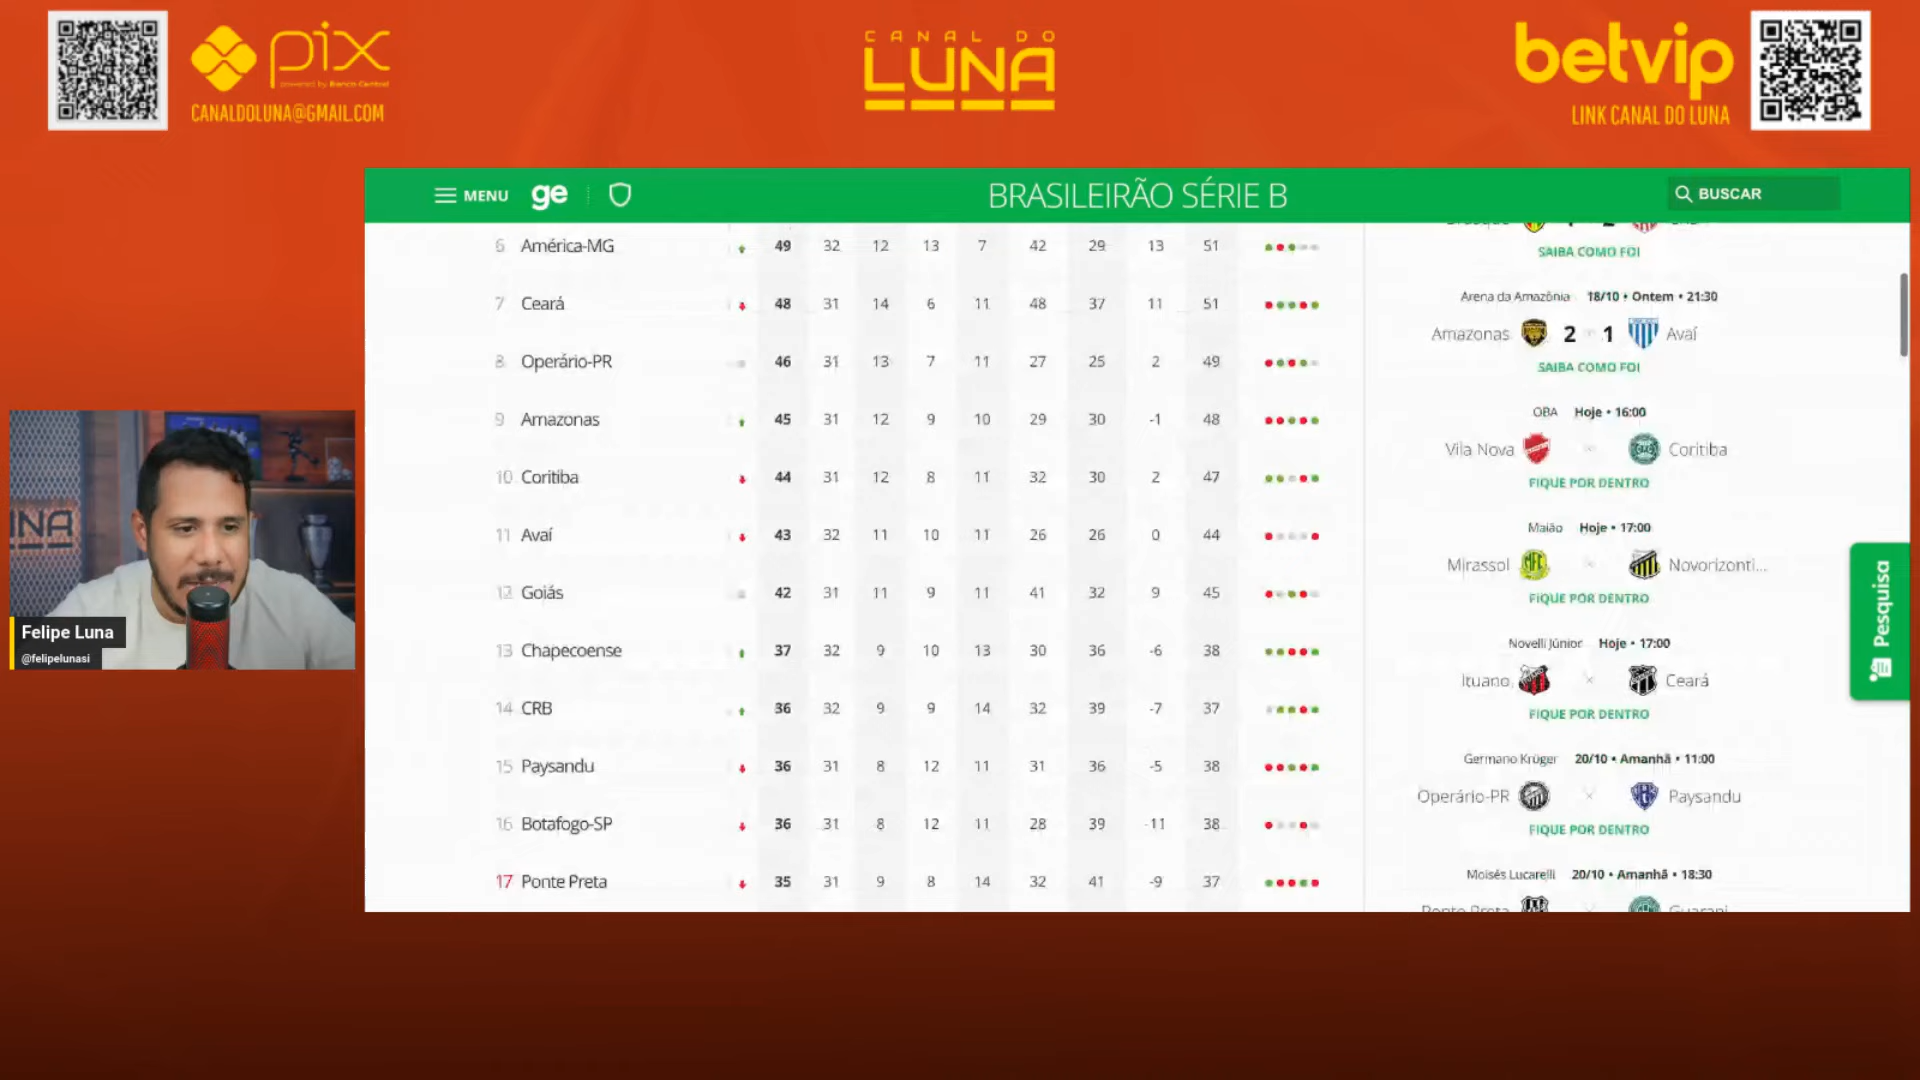 pix
powered by Banco Central
CANALDOLUNA@GMAIL.COM
CANAL DO
LUNA
betvip
LINK CANAL DO LUNA
MENU ge BRASILEIRÃO SÉRIE B BUSCAR
6 América-MG 49 32 12 13 7 42 29 13 51
7 Ceará 48 31 14 6 11 48 37 11 51
8 Operário-PR 46 31 13 7 11 27 25 2 49
9 Amazonas 45 31 12 9 10 29 30 -1 48
10 Coritiba 44 31 12 8 11 32 30 2 47
11 Avaí 43 32 11 10 11 26 26 0 44
12 Goiás 42 31 11 9 11 41 32 9 45
13 Chapecoense 37 32 9 10 13 30 36 -6 38
14 CRB 36 32 9 9 14 32 39 -7 37
15 Paysandu 36 31 8 12 11 31 36 -5 38
16 Botafogo-SP 36 31 8 12 11 28 39 -11 38
17 Ponte Preta 35 31 9 8 14 32 41 -9 37
SAIBA COMO FOI
Arena da Amazônia 18/10 • Ontem • 21:30
Amazonas 2 1 Avaí
SAIBA COMO FOI
OBA Hoje • 16:00
Vila Nova × Coritiba
FIQUE POR DENTRO
Maião Hoje • 17:00
Mirassol × Novorizonti...
FIQUE POR DENTRO
Novelli Júnior Hoje • 17:00
Ituano × Ceará
FIQUE POR DENTRO
Germano Krüger 20/10 • Amanhã • 11:00
Operário-PR × Paysandu
FIQUE POR DENTRO
Moisés Lucarelli 20/10 • Amanhã • 18:30
Ponte Preta × Guarani
Pesquisa
UNA
Felipe Luna
@felipelunasi